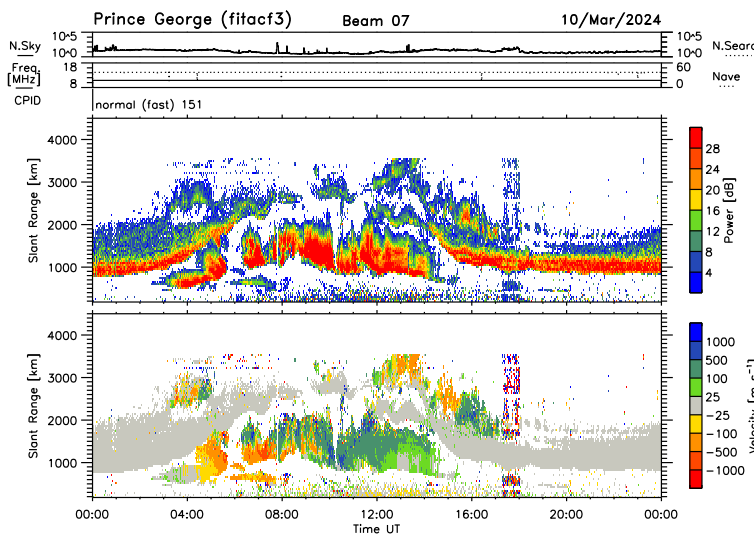 Prince George (fitacf3) Beam 07 10/Mar/2024
N.Sky 10^5 10^0 10^5 10^0 N.Searc
Freq. [MHz] 18 8 60 0 Nave
CPID normal (fast) 151
Slant Range [km] 4000 3000 2000 1000
Power [dB] 28 24 20 16 12 8 4
Slant Range [km] 4000 3000 2000 1000
Velocity [m s⁻¹] 1000 500 100 25 −25 −100 −500 −1000
00:00 04:00 08:00 12:00 16:00 20:00 00:00
Time UT